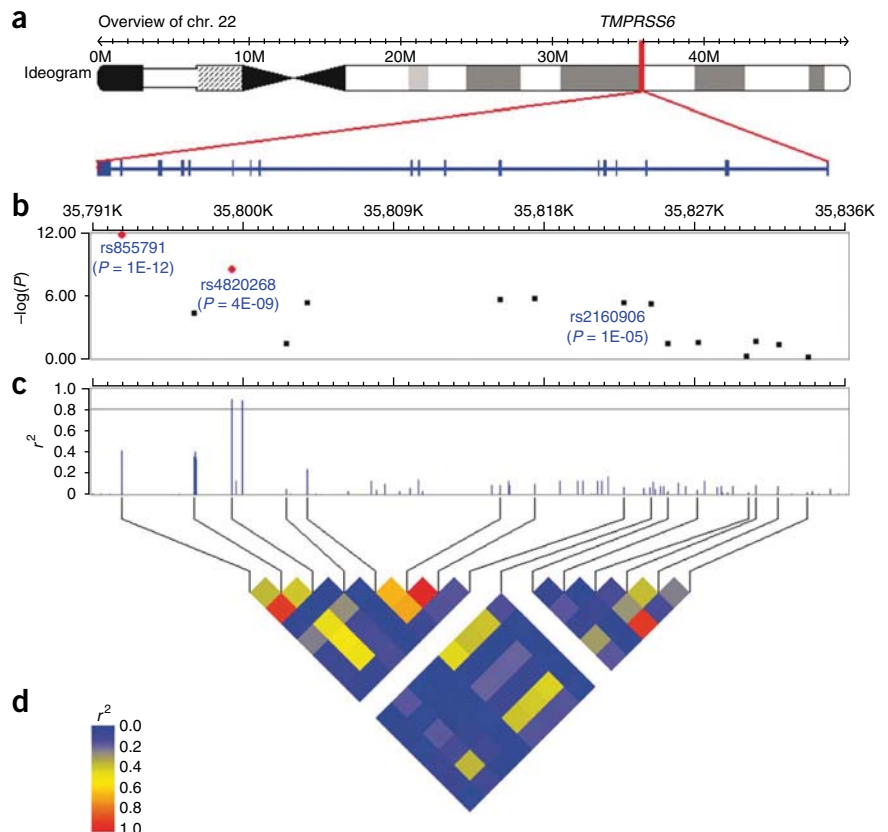 a
Overview of chr. 22
TMPRSS6
0M 10M 20M 30M 40M
Ideogram
b
35,791K 35,800K 35,809K 35,818K 35,827K 35,836K
12.00
6.00
0.00
–log(P)
rs855791
(P = 1E-12)
rs4820268
(P = 4E-09)
rs2160906
(P = 1E-05)
c
1.0
0.8
0.6
0.4
0.2
0
r2
d
r2
0.0
0.2
0.4
0.6
0.8
1.0